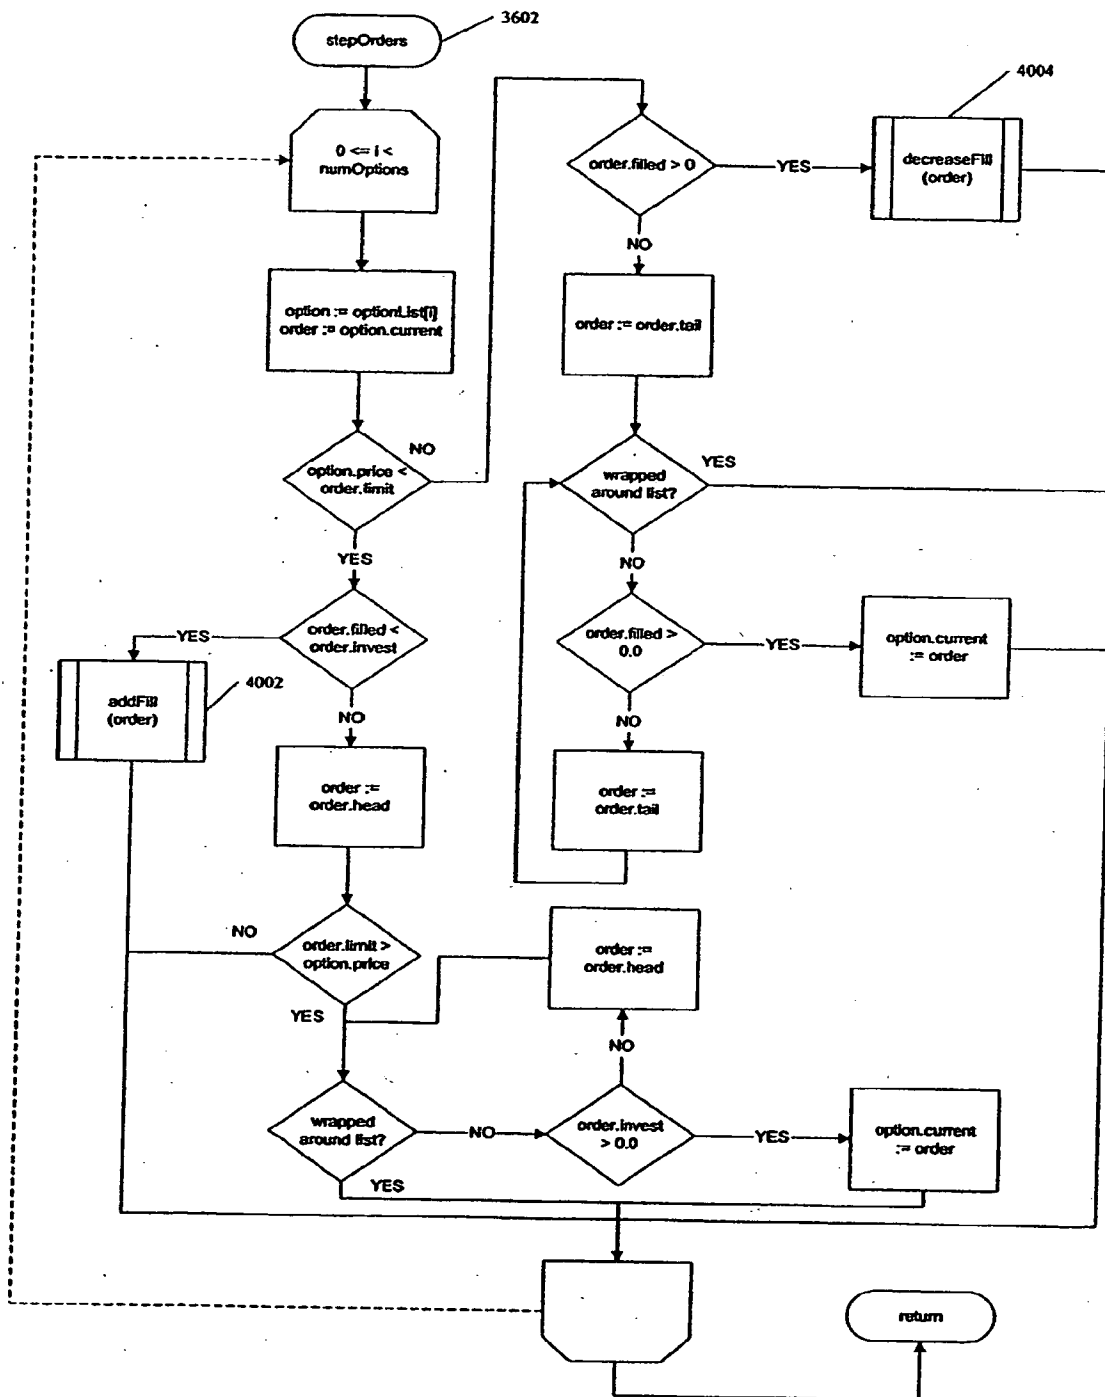 stepOrders
3602
0 <= i <
numOptions
option := optionList[i]
order := option.current
option.price <
order.limit
NO
YES
order.filled <
order.invest
YES
addFill
(order)
4002
NO
order :=
order.head
order.limit >
option.price
NO
YES
wrapped
around list?
NO
YES
order.invest
> 0.0
NO
order :=
order.head
YES
option.current
:= order
order.filled > 0
YES
decreaseFill
(order)
4004
NO
order := order.tail
wrapped
around list?
YES
NO
order.filled >
0.0
YES
option.current
:= order
NO
order :=
order.tail
return